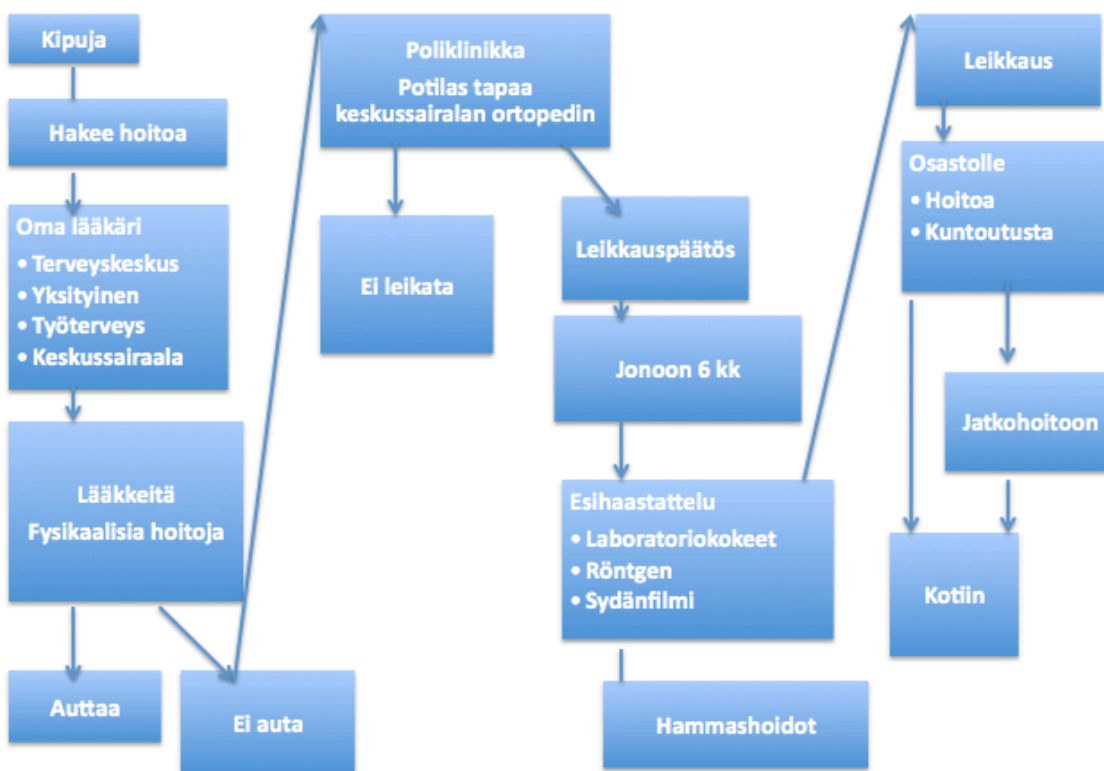 Kipuja
Hakee hoitoa
Oma lääkäri
• Terveyskeskus
• Yksityinen
• Työterveys
• Keskussairaala
Lääkkeitä
Fysikaalisia hoitoja
Auttaa
Ei auta
Poliklinikka
Potilas tapaa
keskussairalan ortopedin
Ei leikata
Leikkauspäätös
Jonoon 6 kk
Esihaastattelu
• Laboratoriokokeet
• Röntgen
• Sydänfilmi
Hammashoidot
Leikkaus
Osastolle
• Hoitoa
• Kuntoutusta
Jatkohoitoon
Kotiin